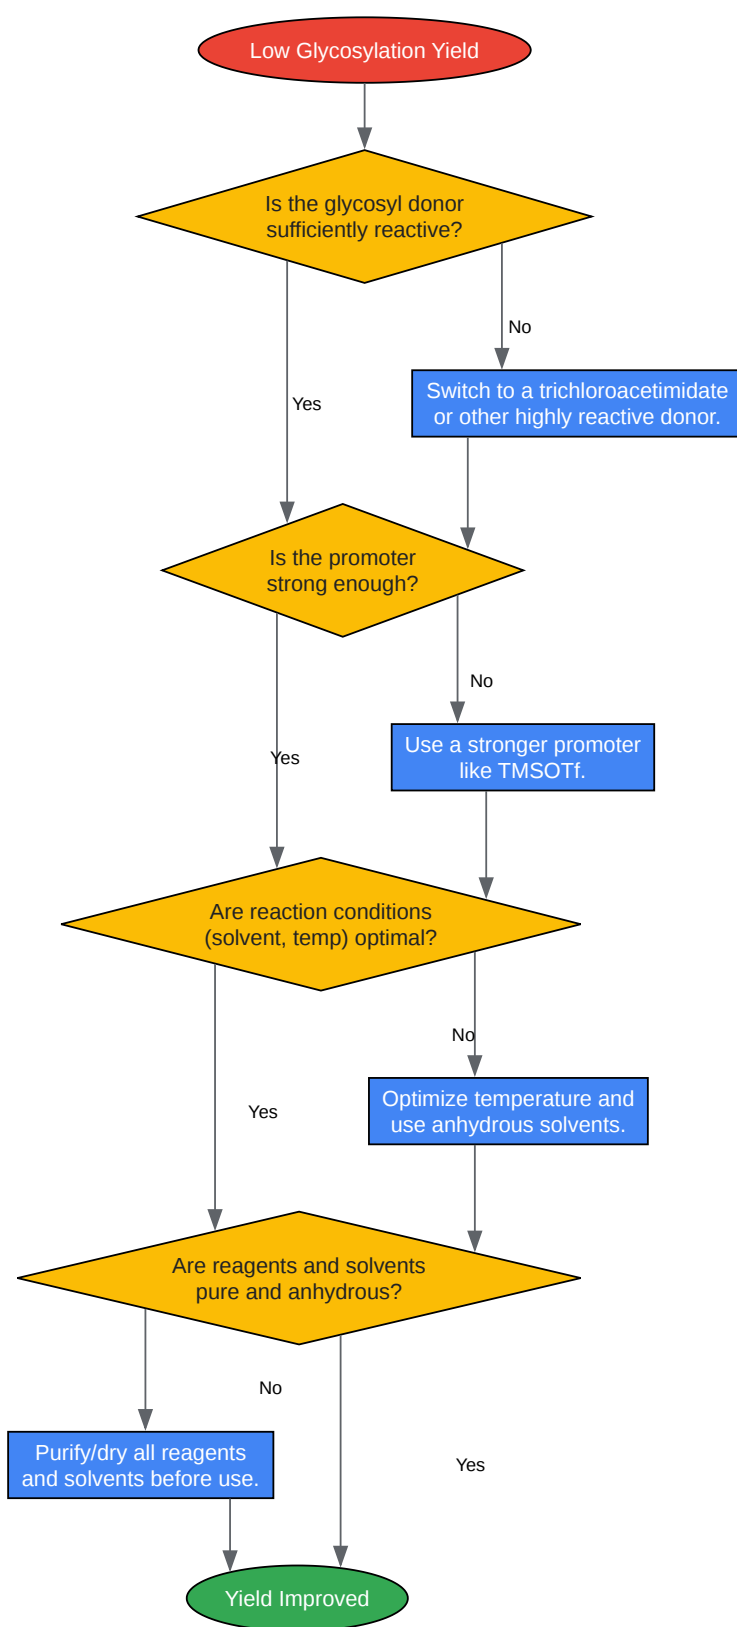 Low Glycosylation Yield
Is the glycosyl donor
sufficiently reactive?
No
Switch to a trichloroacetimidate
or other highly reactive donor.
Yes
Is the promoter
strong enough?
No
Use a stronger promoter
like TMSOTf.
Yes
Are reaction conditions
(solvent, temp) optimal?
No
Optimize temperature and
use anhydrous solvents.
Yes
Are reagents and solvents
pure and anhydrous?
No
Purify/dry all reagents
and solvents before use.
Yes
Yield Improved